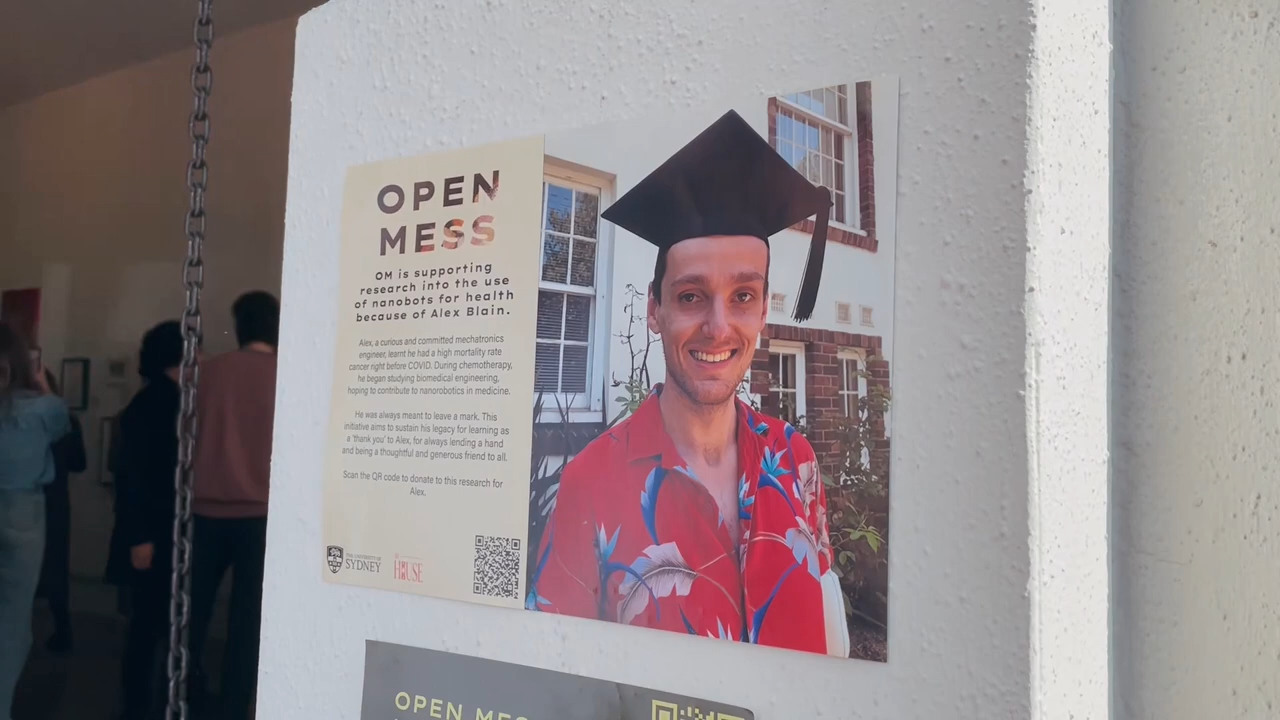 OPEN
MESS
OM is supporting
research into the use
of nanobots for health
because of Alex Blain.
Alex, a curious and committed mechatronics
engineer, learnt he had a high mortality rate
cancer right before COVID. During chemotherapy,
he began studying biomedical engineering,
hoping to contribute to nanorobotics in medicine.
He was always meant to leave a mark. This
initiative aims to sustain his legacy for learning as
a 'thank you' to Alex, for always lending a hand
and being a thoughtful and generous friend to all.
Scan the QR code to donate to this research for
Alex.
THE UNIVERSITY OF
SYDNEY
HOUSE
OPEN MES